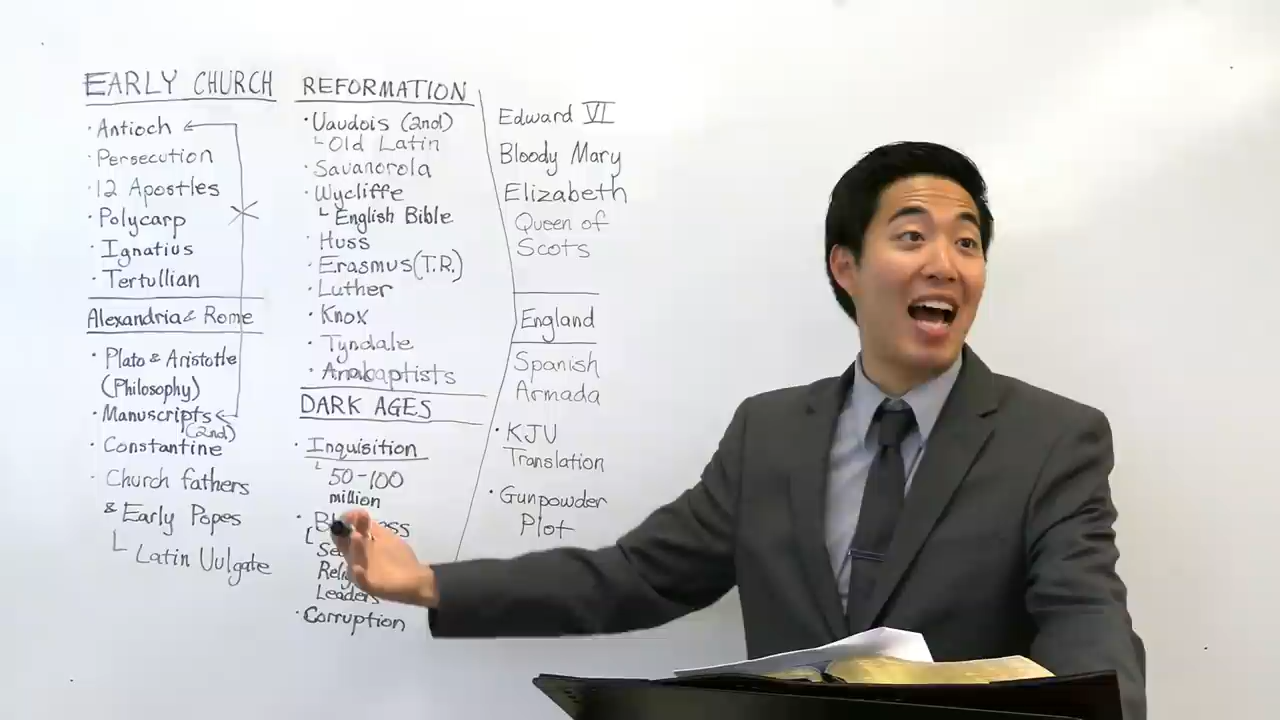 EARLY CHURCH
· Antioch
· Persecution
· 12 Apostles
· Polycarp
· Ignatius
· Tertullian
Alexandria & Rome
· Plato & Aristotle
(Philosophy)
· Manuscripts
(2nd)
· Constantine
· Church fathers
& Early Popes
└ Latin Vulgate
REFORMATION
· Vaudois (2nd)
└ Old Latin
· Savanorola
· Wycliffe
└ English Bible
· Huss
· Erasmus (T.R.)
· Luther
· Knox
· Tyndale
· Anabaptists
DARK AGES
· Inquisition
└ 50-100
million
Leaders
· Corruption
Edward VI
Bloody Mary
Elizabeth
Queen of
Scots
England
Spanish
Armada
· KJV
Translation
· Gunpowder
Plot